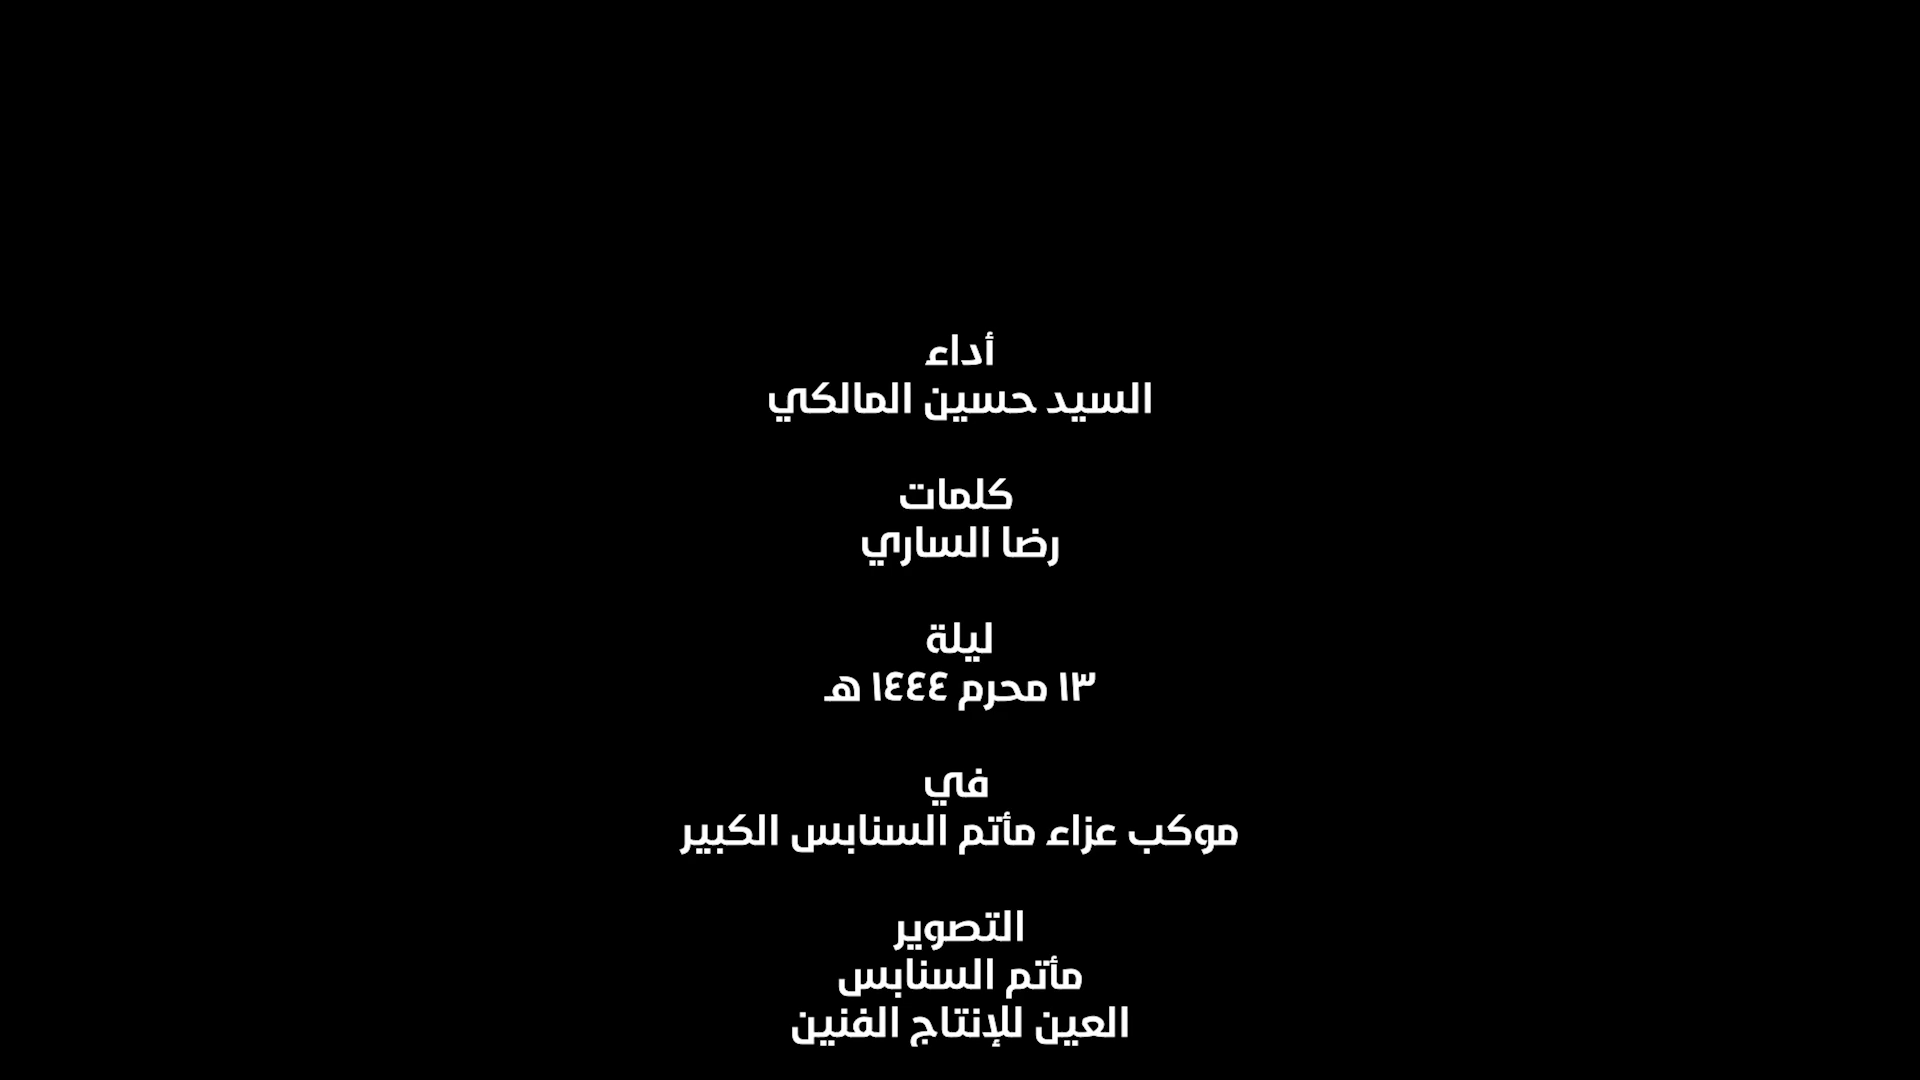 أداء
السيد حسين المالكي
كلمات
رضا الساري
ليلة
١٣ محرم ١٤٤٤ هـ
في
موكب عزاء مأتم السنابس الكبير
التصوير
مأتم السنابس
العين للإنتاج الفنين